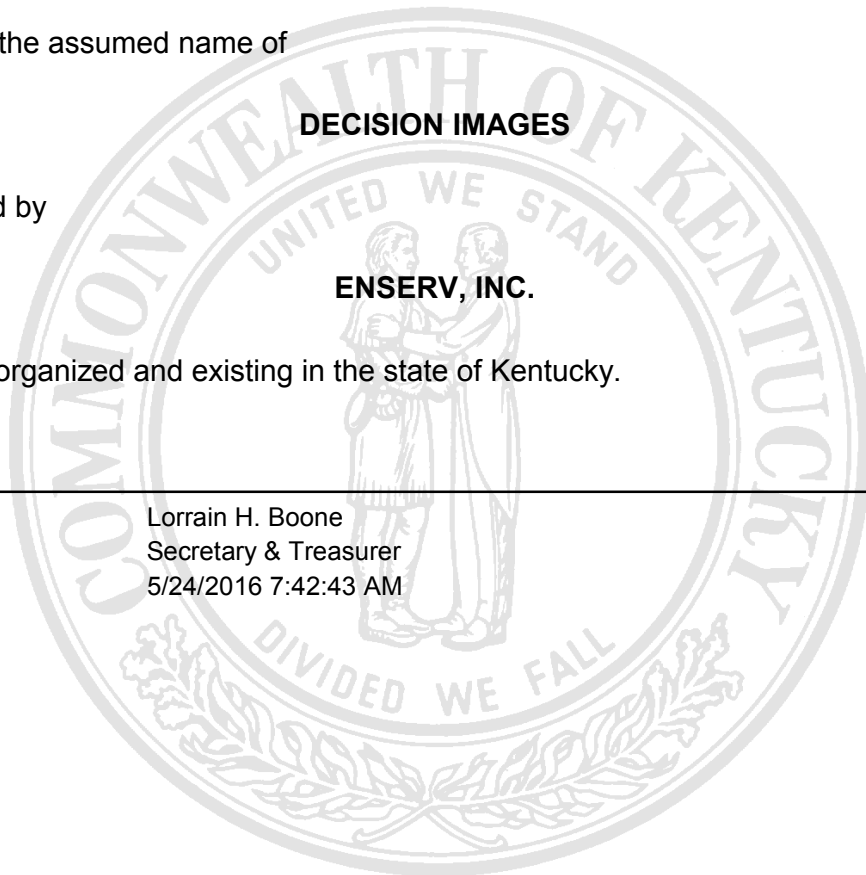 the assumed name of
DECISION IMAGES
d by
ENSERV, INC.
organized and existing in the state of Kentucky.
Lorrain H. Boone
Secretary & Treasurer
5/24/2016 7:42:43 AM
COMMONWEALTH OF KENTUCKY
UNITED WE STAND
DIVIDED WE FALL